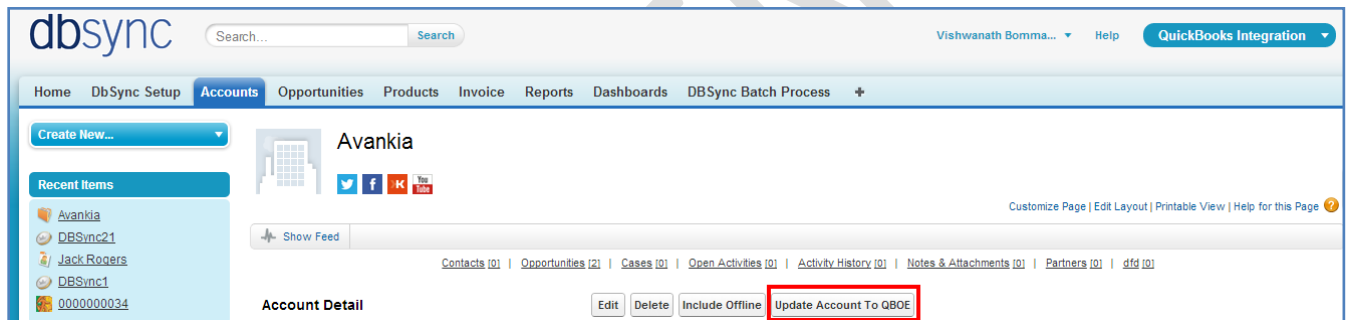 dbsync Search... Search Vishwanath Bomma... Help QuickBooks Integration
Home DbSync Setup Accounts Opportunities Products Invoice Reports Dashboards DBSync Batch Process +
Create New...
Avankia
Recent Items
f K You Tube
Customize Page | Edit Layout | Printable View | Help for this Page ?
Avankia
DBSync21
Show Feed
Jack Rogers
Contacts [0] | Opportunities [2] | Cases [0] | Open Activities [0] | Activity History [0] | Notes & Attachments [0] | Partners [0] | dfd [0]
DBSync1
0000000034
Account Detail Edit Delete Include Offline Update Account To QBOE